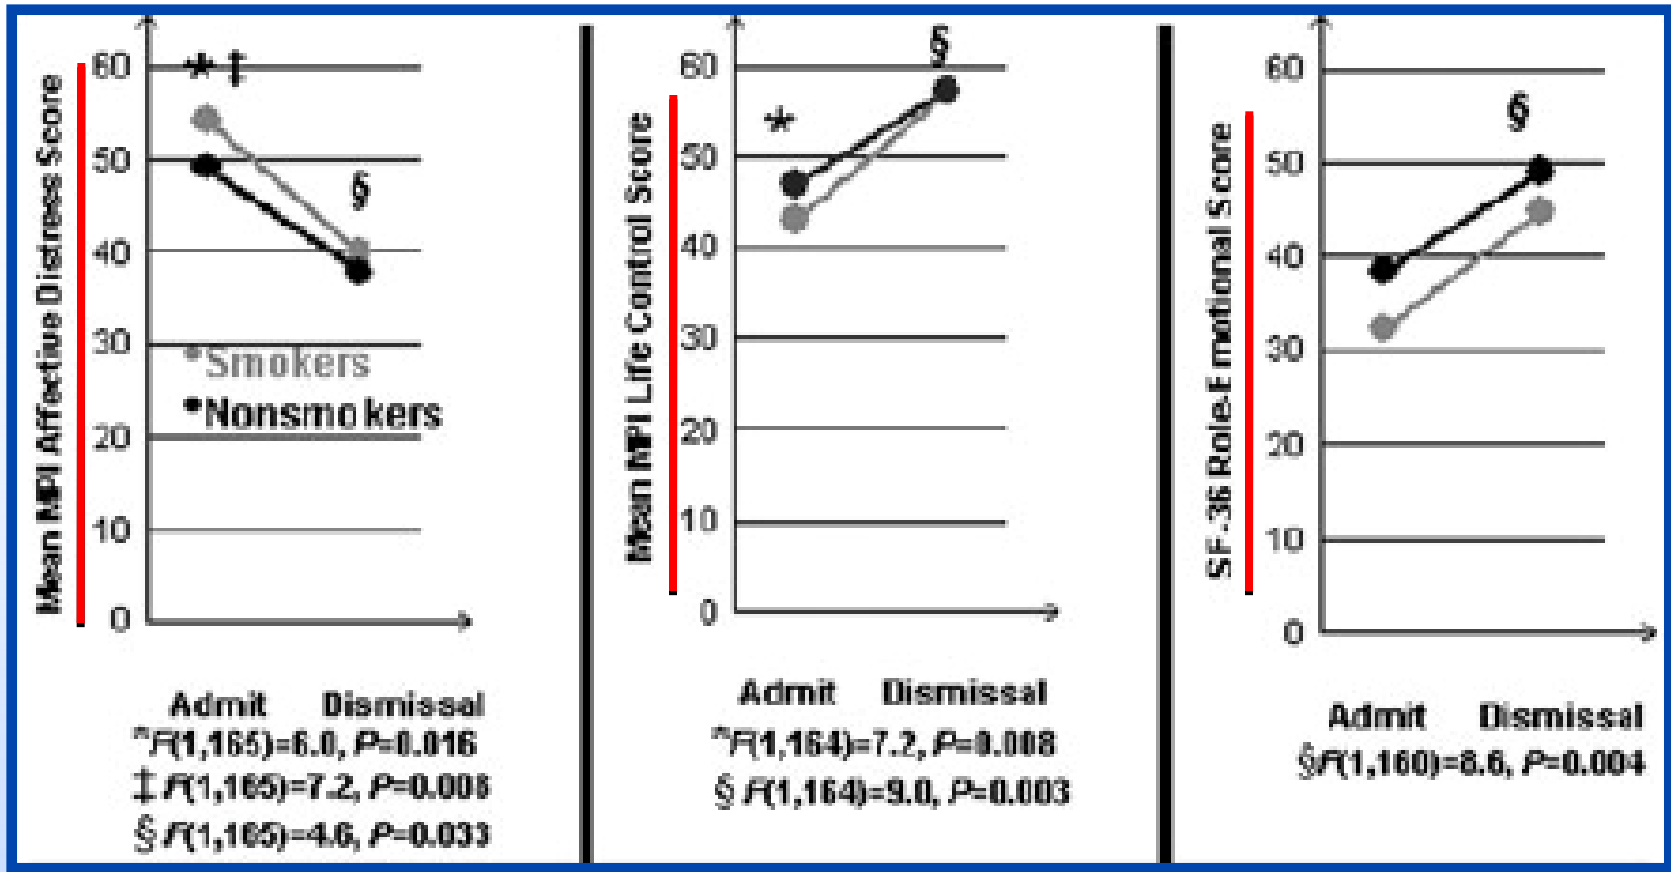 Mean MPI Affective Distress Score
60
50
40
30
20
10
0
* ‡
§
Smokers
Nonsmokers
Admit Dismissal
*F(1,165)=6.0, P=0.016
‡ F(1,165)=7.2, P=0.008
§ F(1,165)=4.6, P=0.033
Mean MPI Life Control Score
60
50
40
30
20
10
0
*
§
Admit Dismissal
*F(1,164)=7.2, P=0.008
§ F(1,164)=9.0, P=0.003
SF-36 Role-Emotional Score
60
50
40
30
20
10
0
§
Admit Dismissal
§F(1,160)=8.6, P=0.004